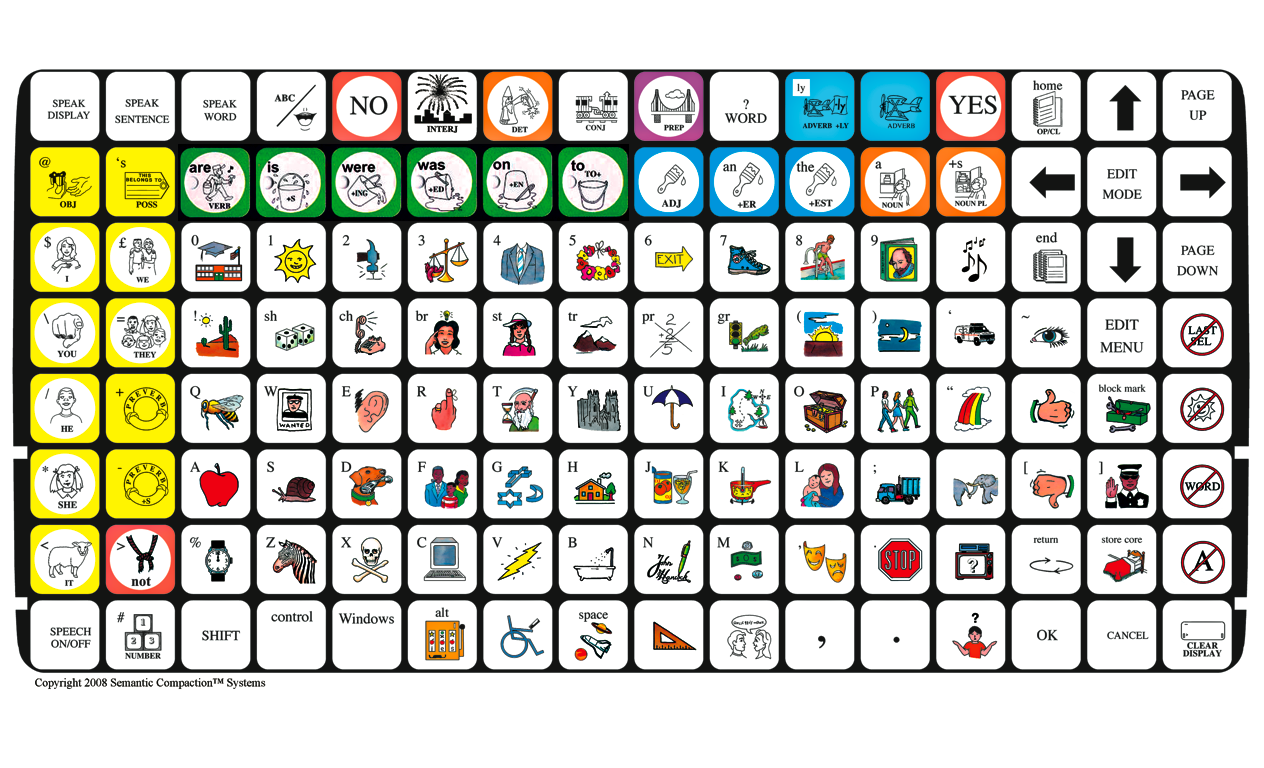 SPEAK DISPLAY
SPEAK SENTENCE
SPEAK WORD
ABC
NO
INTERJ
DET
CONJ
PREP
? WORD
ly ADVERB +LY
ADVERB
YES
home OP/CL
PAGE UP
@ OBJ
's THIS BELONGS TO POSS
are VERB
is +S
were +ING
was +ED
on +EN
to TO+
ADJ
an +ER
the +EST
a NOUN
+s NOUN PL
EDIT MODE
$ I
£ WE
0
1
2
3
4
5
6 EXIT
7
8
9
end
PAGE DOWN
\ YOU
= THEY
!
sh
ch
br
st
tr
pr 2 +2 5
gr
(
)
‘
~
EDIT MENU
LAST SEL
/ HE
+ PREVERB
Q
W WANTED
E
R
T
Y
U
I
O
P
“
block mark
* SHE
- PREVERB +S
A
S
D
F
G
H
J
K
L
;
[
]
WORD
< IT
> not
%
Z
X
C
V
B
N John Hancock
M
STOP
?
return
store core
A
SPEECH ON/OFF
# 1 2 3 NUMBER
SHIFT
control
Windows
alt
space
,
.
?
OK
CANCEL
P CLEAR DISPLAY
Copyright 2008 Semantic Compaction™ Systems